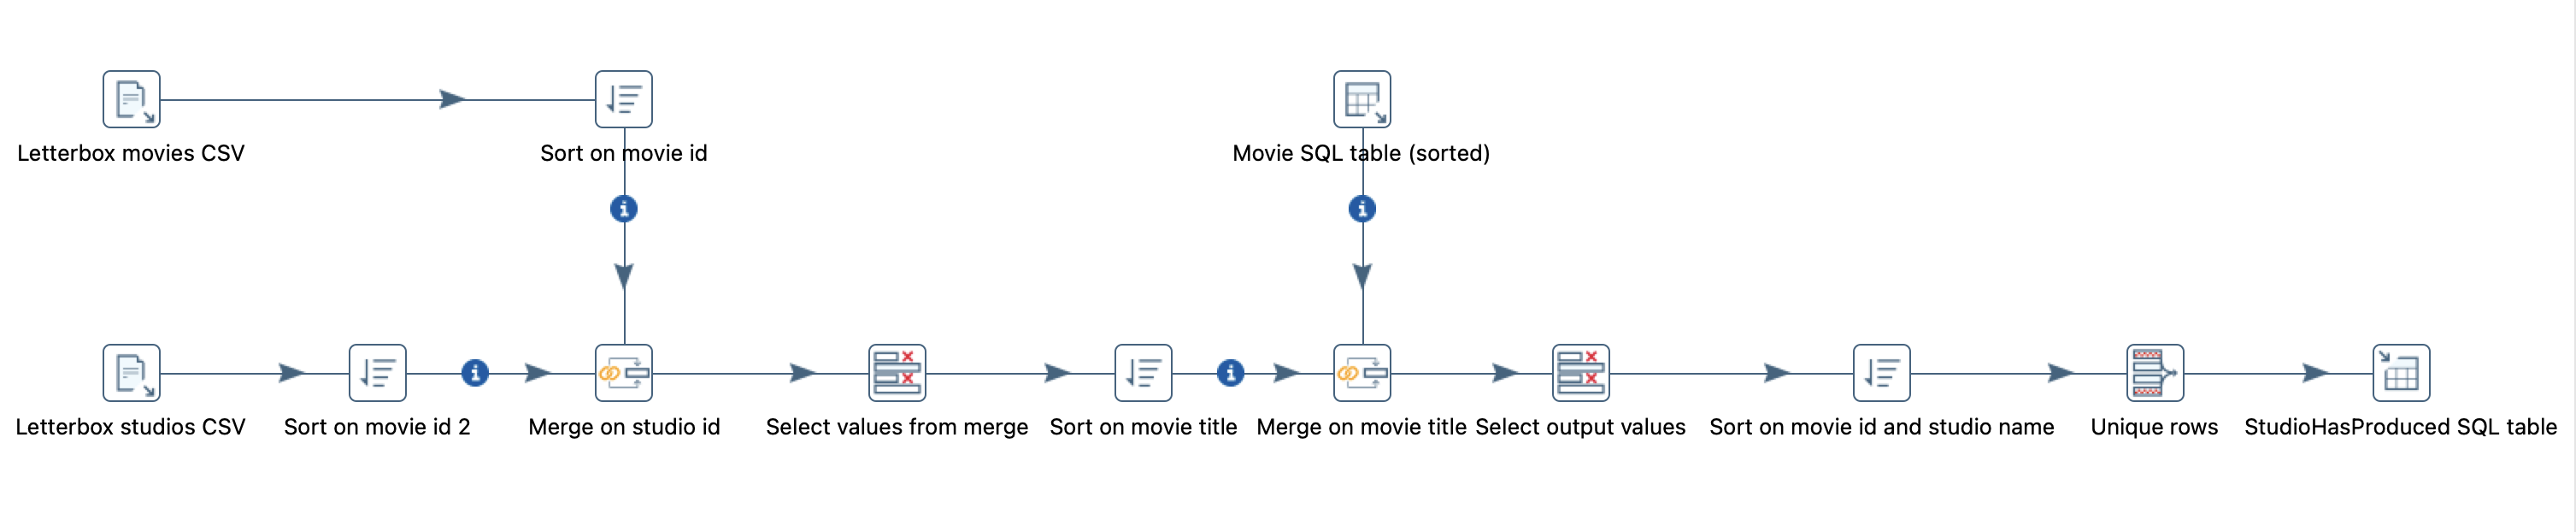 Letterbox movies CSV
Sort on movie id
Movie SQL table (sorted)
Letterbox studios CSV
Sort on movie id 2
Merge on studio id
Select values from merge
Sort on movie title
Merge on movie title
Select output values
Sort on movie id and studio name
Unique rows
StudioHasProduced SQL table